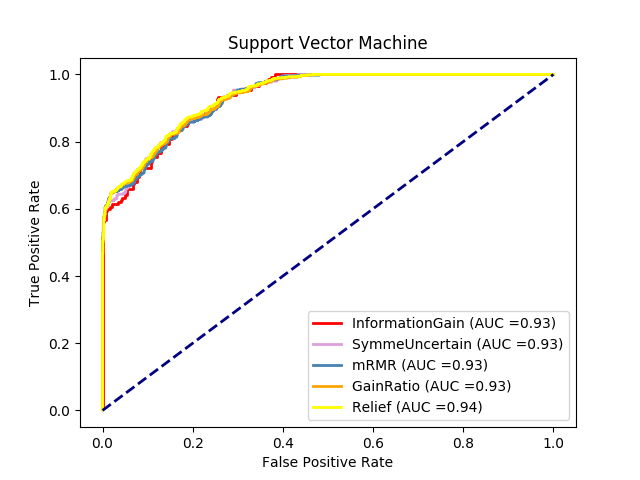 Support Vector Machine
True Positive Rate
1.0
0.8
0.6
0.4
0.2
0.0
InformationGain (AUC =0.93)
SymmeUncertain (AUC =0.93)
mRMR (AUC =0.93)
GainRatio (AUC =0.93)
Relief (AUC =0.94)
0.0 0.2 0.4 0.6 0.8 1.0
False Positive Rate